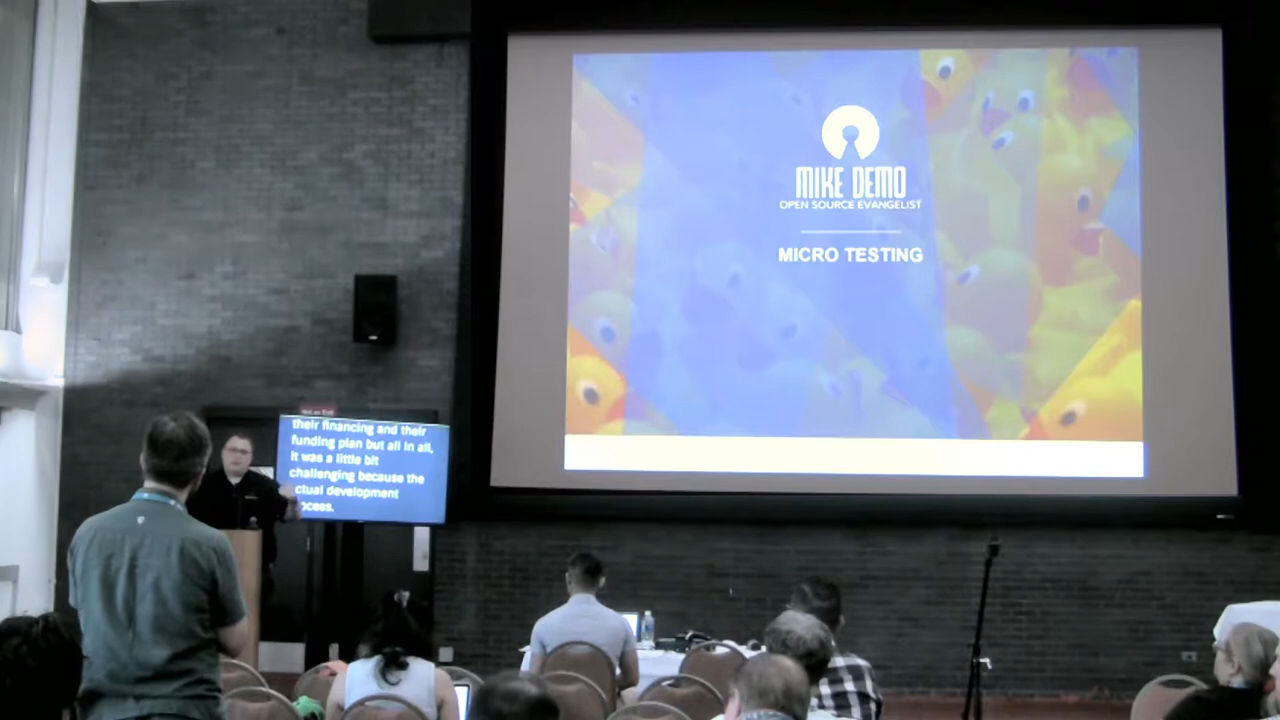 MIKE DEMO
OPEN SOURCE EVANGELIST
MICRO TESTING
their financing and their
funding plan but all in all,
it was a little bit
challenging because the
ctual development
ocess.